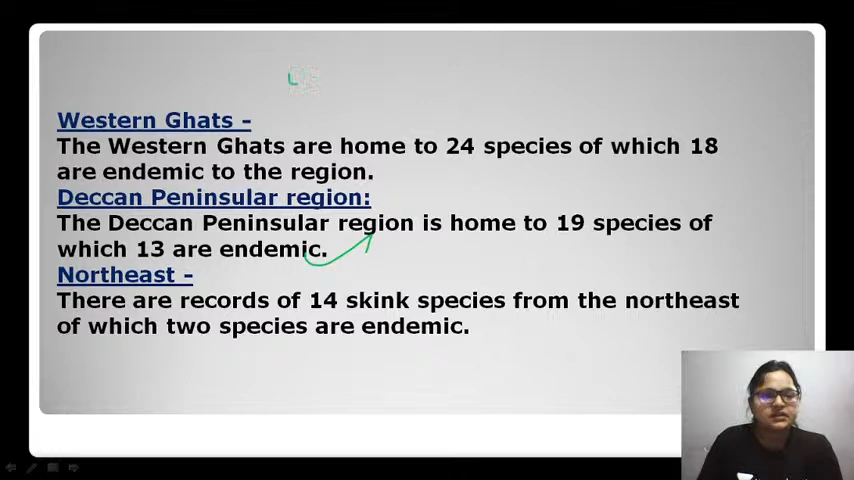 Western Ghats -
The Western Ghats are home to 24 species of which 18
are endemic to the region.
Deccan Peninsular region:
The Deccan Peninsular region is home to 19 species of
which 13 are endemic.
Northeast -
There are records of 14 skink species from the northeast
of which two species are endemic.